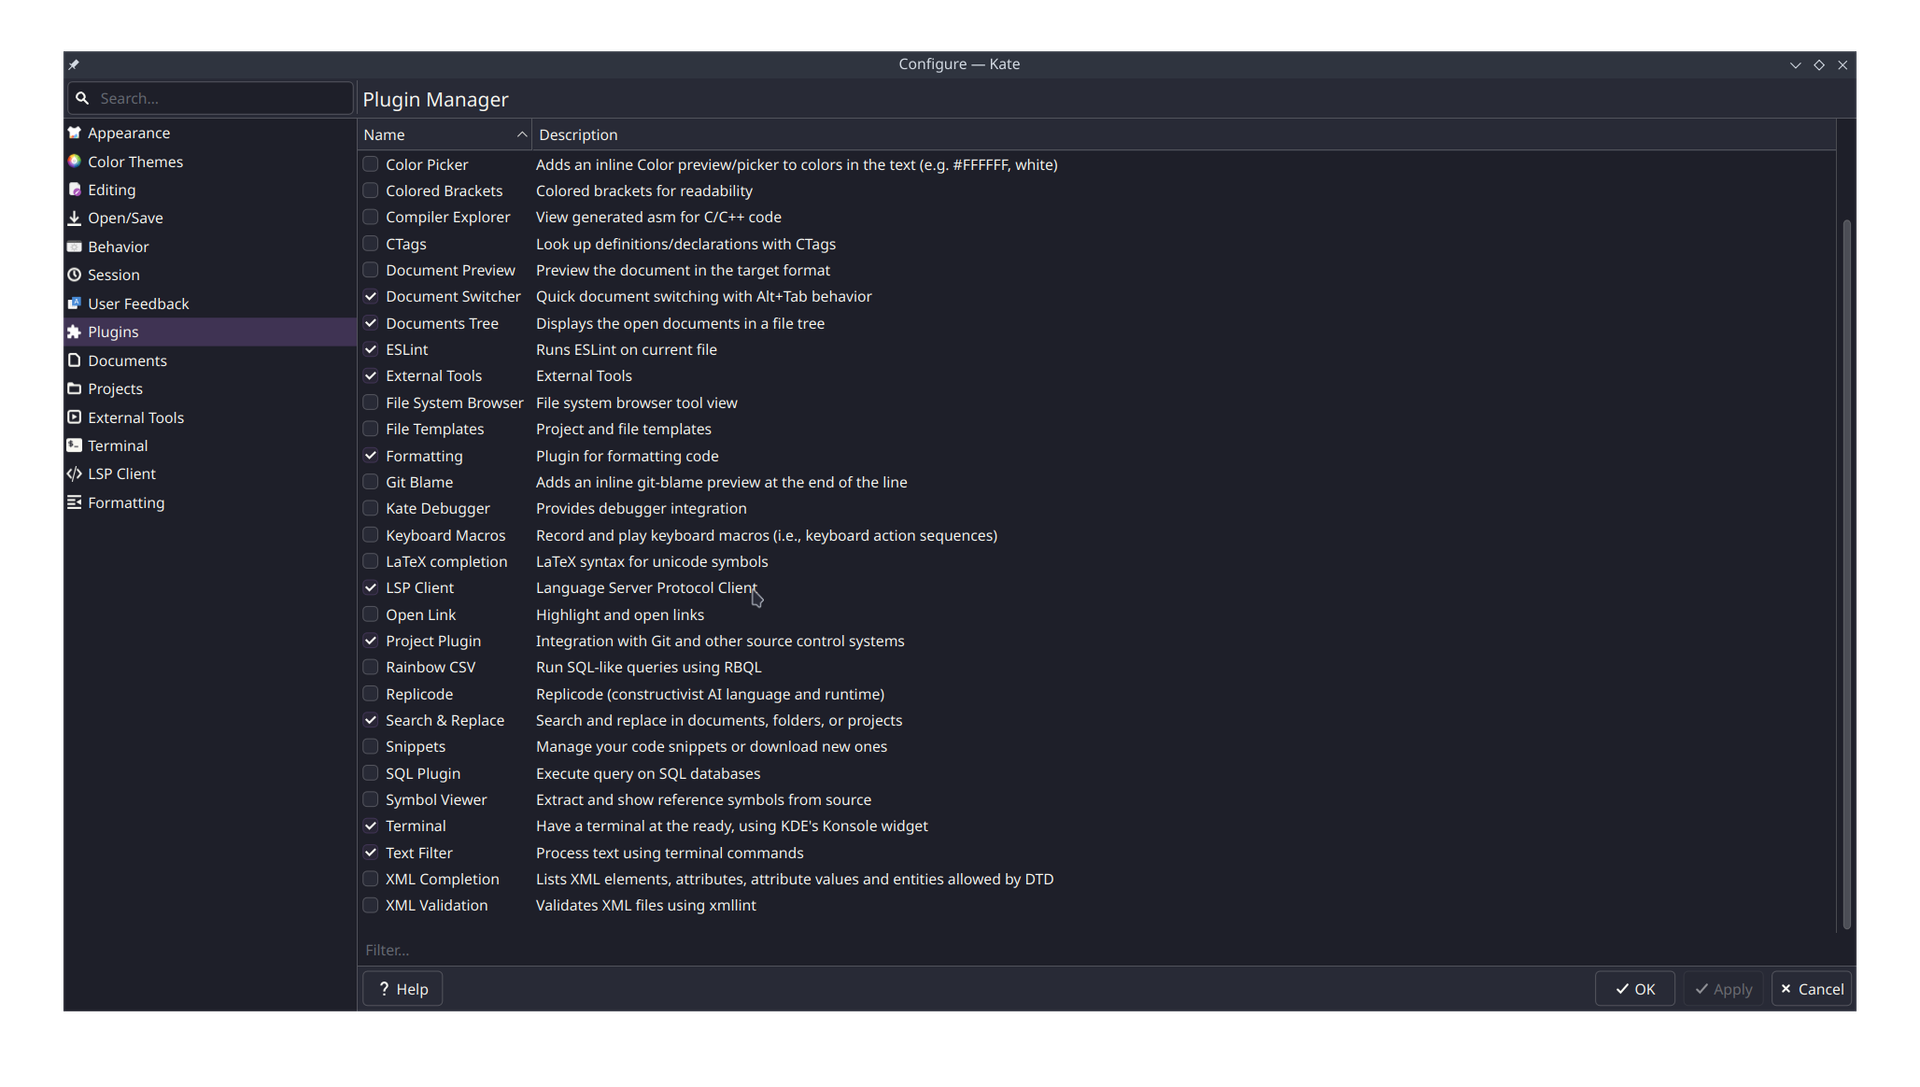 Configure — Kate
Search...
Plugin Manager
Appearance
Color Themes
Editing
Open/Save
Behavior
Session
User Feedback
Plugins
Documents
Projects
External Tools
Terminal
LSP Client
Formatting
Name Description
Color Picker Adds an inline Color preview/picker to colors in the text (e.g. #FFFFFF, white)
Colored Brackets Colored brackets for readability
Compiler Explorer View generated asm for C/C++ code
CTags Look up definitions/declarations with CTags
Document Preview Preview the document in the target format
Document Switcher Quick document switching with Alt+Tab behavior
Documents Tree Displays the open documents in a file tree
ESLint Runs ESLint on current file
External Tools External Tools
File System Browser File system browser tool view
File Templates Project and file templates
Formatting Plugin for formatting code
Git Blame Adds an inline git-blame preview at the end of the line
Kate Debugger Provides debugger integration
Keyboard Macros Record and play keyboard macros (i.e., keyboard action sequences)
LaTeX completion LaTeX syntax for unicode symbols
LSP Client Language Server Protocol Client
Open Link Highlight and open links
Project Plugin Integration with Git and other source control systems
Rainbow CSV Run SQL-like queries using RBQL
Replicode Replicode (constructivist AI language and runtime)
Search & Replace Search and replace in documents, folders, or projects
Snippets Manage your code snippets or download new ones
SQL Plugin Execute query on SQL databases
Symbol Viewer Extract and show reference symbols from source
Terminal Have a terminal at the ready, using KDE's Konsole widget
Text Filter Process text using terminal commands
XML Completion Lists XML elements, attributes, attribute values and entities allowed by DTD
XML Validation Validates XML files using xmllint
Filter...
? Help OK Apply Cancel